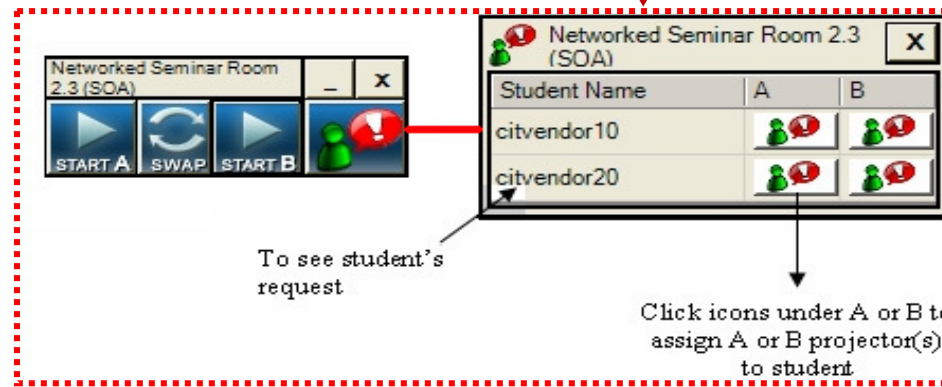 Networked Seminar Room
2.3 (SOA)
_ x
START A SWAP START B
Networked Seminar Room 2.3
(SOA)
X
Student Name A B
citvendor10
citvendor20
To see student's
request
Click icons under A or B to
assign A or B projector(s)
to student